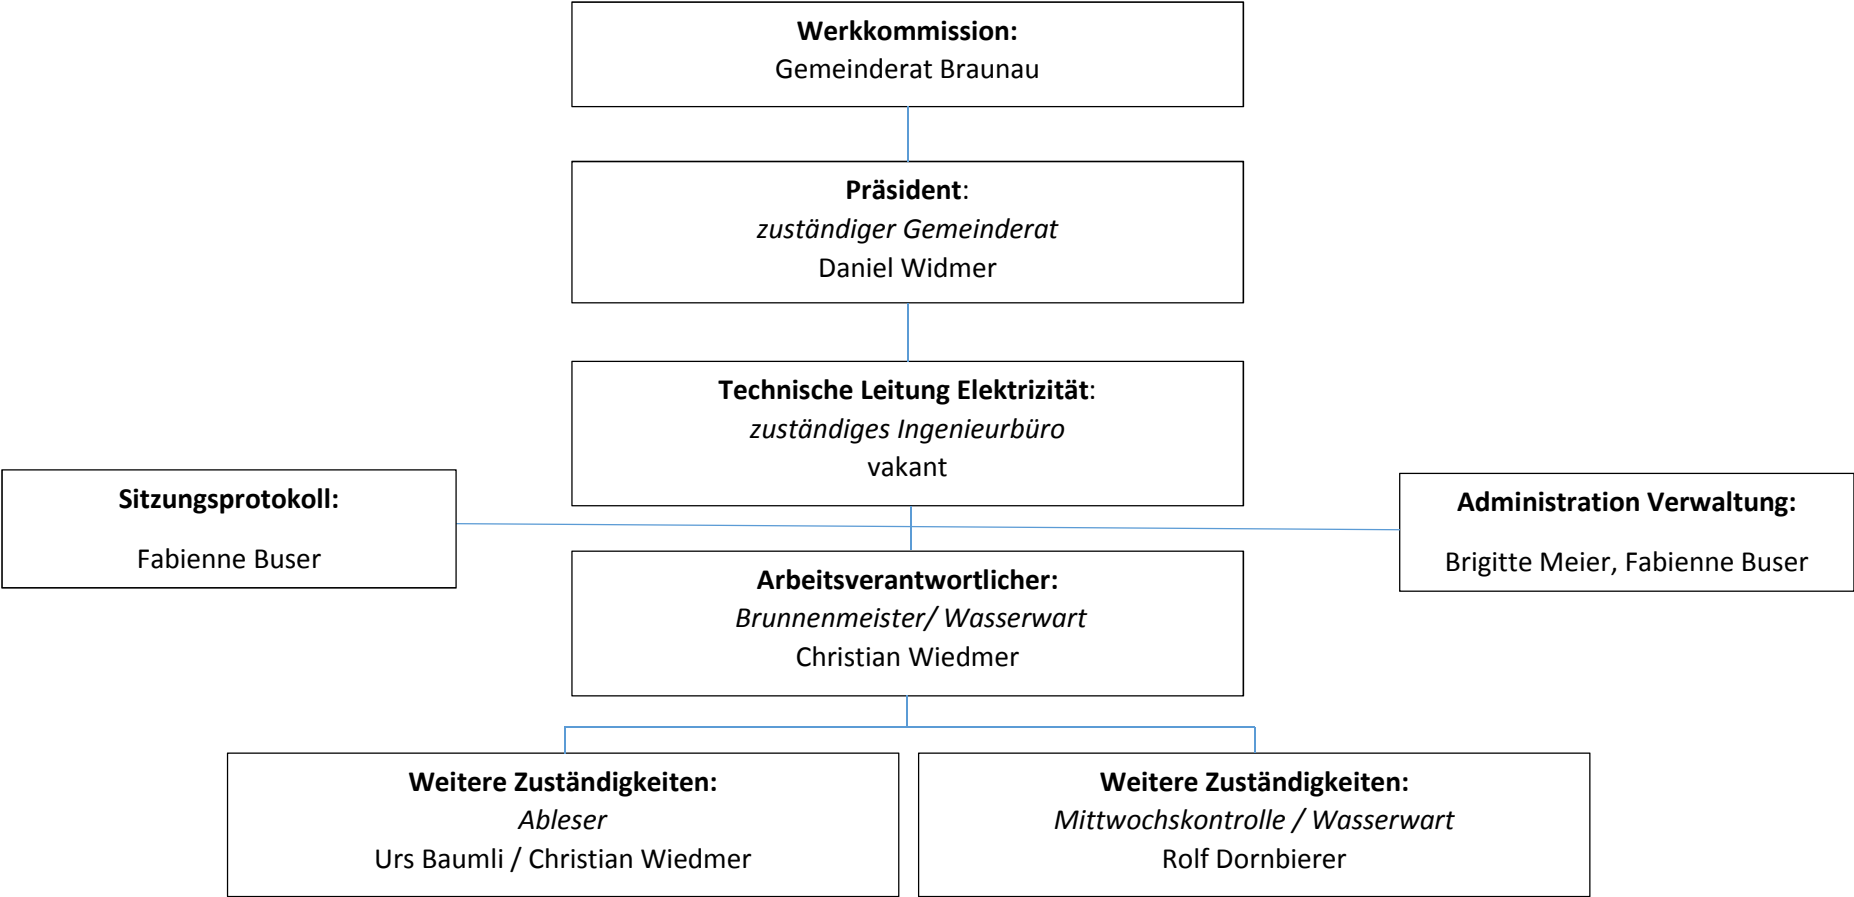 Werkkommission:
Gemeinderat Braunau
Präsident:
zuständiger Gemeinderat
Daniel Widmer
Technische Leitung Elektrizität:
zuständiges Ingenieurbüro
vakant
Sitzungsprotokoll:
Fabienne Buser
Administration Verwaltung:
Brigitte Meier, Fabienne Buser
Arbeitsverantwortlicher:
Brunnenmeister/ Wasserwart
Christian Wiedmer
Weitere Zuständigkeiten:
Ableser
Urs Baumli / Christian Wiedmer
Weitere Zuständigkeiten:
Mittwochskontrolle / Wasserwart
Rolf Dornbierer